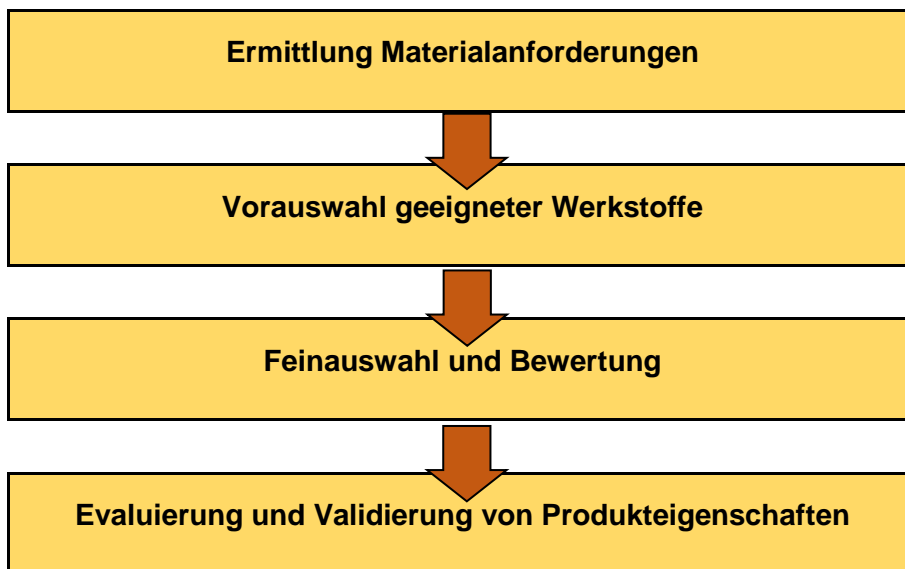 Ermittlung Materialanforderungen
Vorauswahl geeigneter Werkstoffe
Feinauswahl und Bewertung
Evaluierung und Validierung von Produkteigenschaften